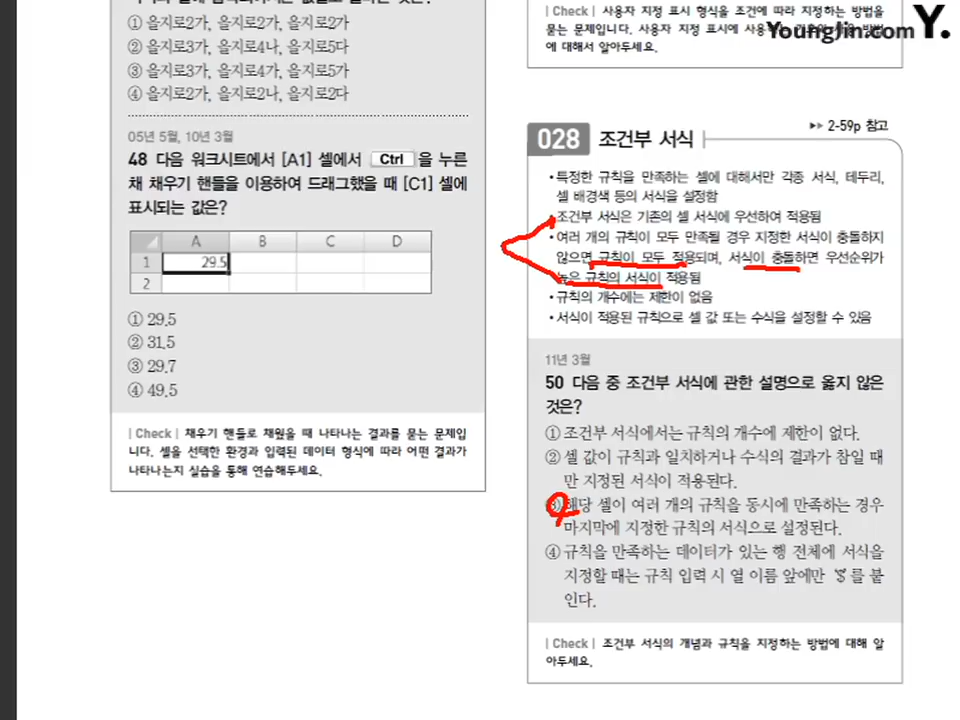 ① 을지로2가, 을지로2가, 을지로2가
② 을지로3가, 을지로4나, 을지로5다
③ 을지로3가, 을지로4가, 을지로5가
④ 을지로2가, 을지로2나, 을지로2다
05년 5월, 10년 3월
48 다음 워크시트에서 [A1] 셀에서 Ctrl 을 누른
채 채우기 핸들을 이용하여 드래그했을 때 [C1] 셀에
표시되는 값은?
A B C D
1 29.5
2
① 29.5
② 31.5
③ 29.7
④ 49.5
| Check | 채우기 핸들로 채웠을 때 나타나는 결과를 묻는 문제입
니다. 셀을 선택한 환경과 입력된 데이터 형식에 따라 어떤 결과가
나타나는지 실습을 통해 연습해두세요.
| Check | 사용자 지정 표시 형식을 조건에 따라 지정하는 방법을
묻는 문제입니다. 사용자 지정 표시에 사용
에 대해서 알아두세요.
YoungJin.com Y.
▶▶ 2-59p 참고
028 조건부 서식
• 특정한 규칙을 만족하는 셀에 대해서만 각종 서식, 테두리,
셀 배경색 등의 서식을 설정함
• 조건부 서식은 기존의 셀 서식에 우선하여 적용됨
• 여러 개의 규칙이 모두 만족될 경우 지정한 서식이 충돌하지
않으면 규칙이 모두 적용되며, 서식이 충돌하면 우선순위가
높은 규칙의 서식이 적용됨
• 규칙의 개수에는 제한이 없음
• 서식이 적용된 규칙으로 셀 값 또는 수식을 설정할 수 있음
11년 3월
50 다음 중 조건부 서식에 관한 설명으로 옳지 않은
것은?
① 조건부 서식에서는 규칙의 개수에 제한이 없다.
② 셀 값이 규칙과 일치하거나 수식의 결과가 참일 때
만 지정된 서식이 적용된다.
③ 해당 셀이 여러 개의 규칙을 동시에 만족하는 경우
마지막에 지정한 규칙의 서식으로 설정된다.
④ 규칙을 만족하는 데이터가 있는 행 전체에 서식을
지정할 때는 규칙 입력 시 열 이름 앞에만 '$'를 붙
인다.
| Check | 조건부 서식의 개념과 규칙을 지정하는 방법에 대해 알
아두세요.